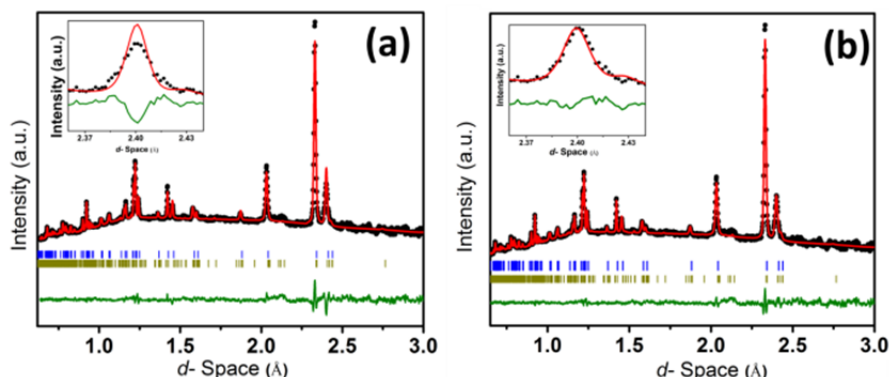 (a)
Intensity (a.u.)
2.37 2.40 2.43
d- Space (Å)
Intensity (a.u.)
1.0 1.5 2.0 2.5 3.0
d- Space (Å)
(b)
Intensity (a.u.)
2.37 2.40 2.43
d- Space (Å)
Intensity (a.u.)
1.0 1.5 2.0 2.5 3.0
d- Space (Å)